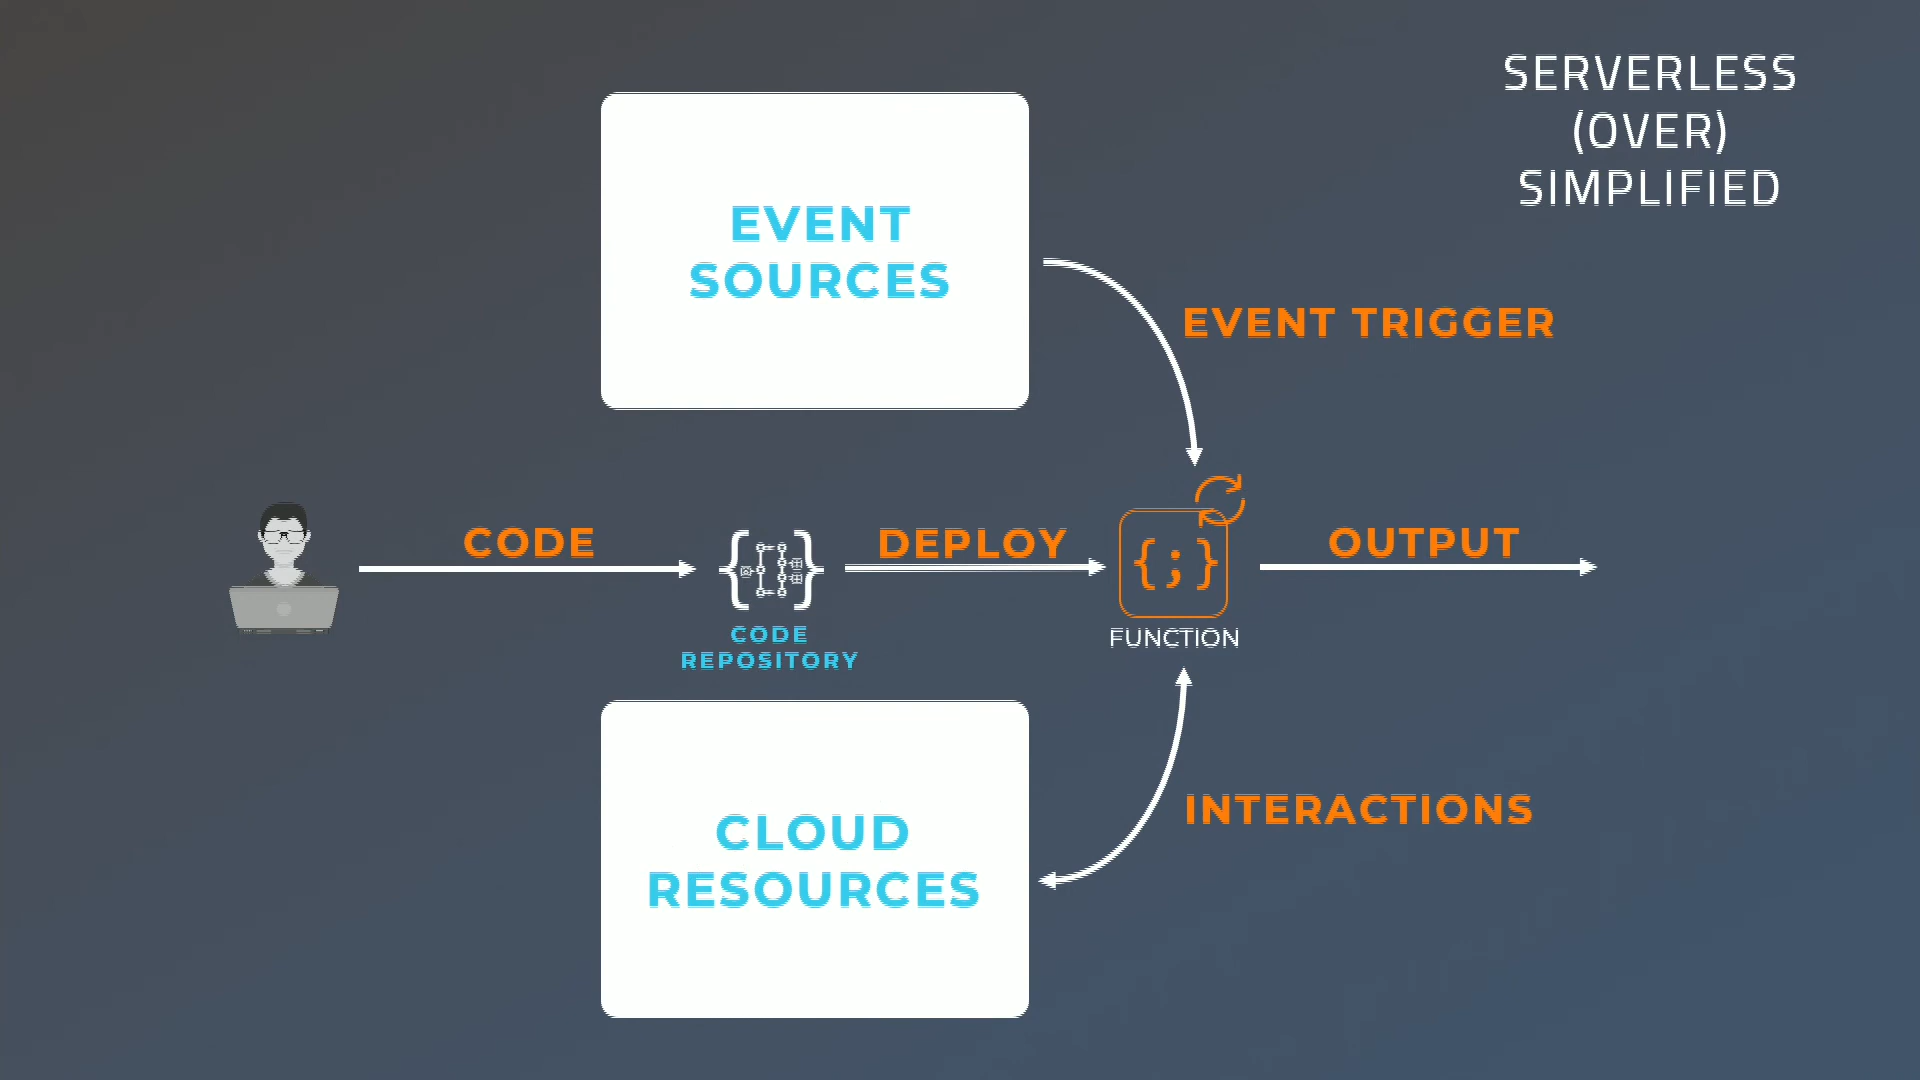 SERVERLESS
(OVER)
SIMPLIFIED
EVENT
SOURCES
EVENT TRIGGER
CODE
DEPLOY
OUTPUT
{;}
CODE
REPOSITORY
FUNCTION
CLOUD
RESOURCES
INTERACTIONS